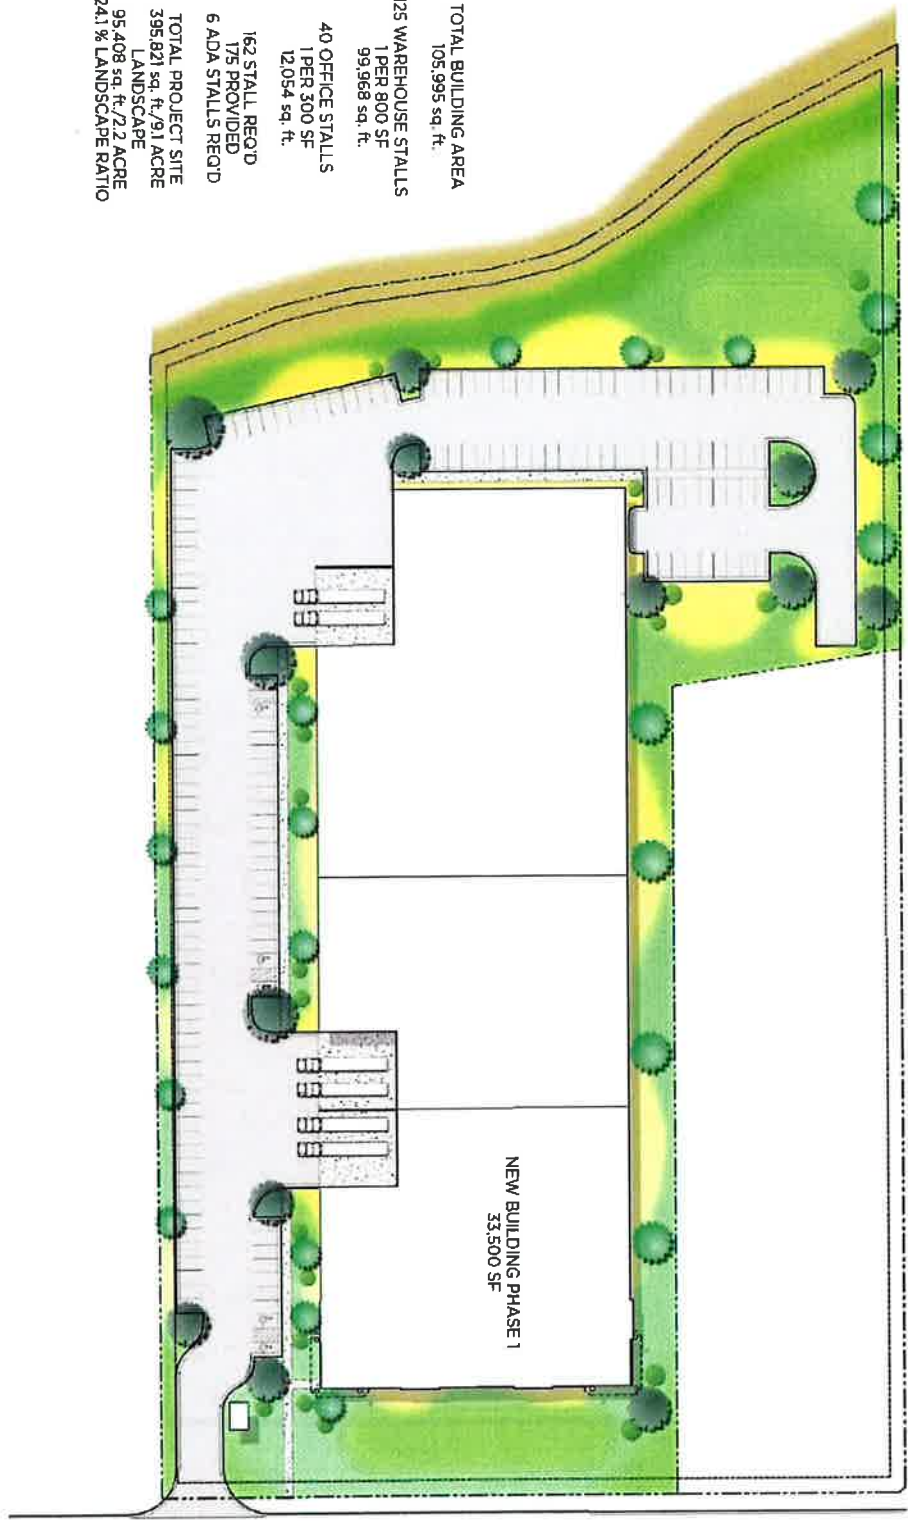 TOTAL BUILDING AREA
105,995 sq. ft.
125 WAREHOUSE STALLS
1 PER 800 SF
99,968 sq. ft.
40 OFFICE STALLS
1 PER 300 SF
12,054 sq. ft.
162 STALL REQ'D
175 PROVIDED
6 ADA STALLS REQ'D
TOTAL PROJECT SITE
395,821 sq. ft./9.1 ACRE
LANDSCAPE
95,408 sq. ft./2.2 ACRE
24.1 % LANDSCAPE RATIO
NEW BUILDING PHASE 1
33,500 SF